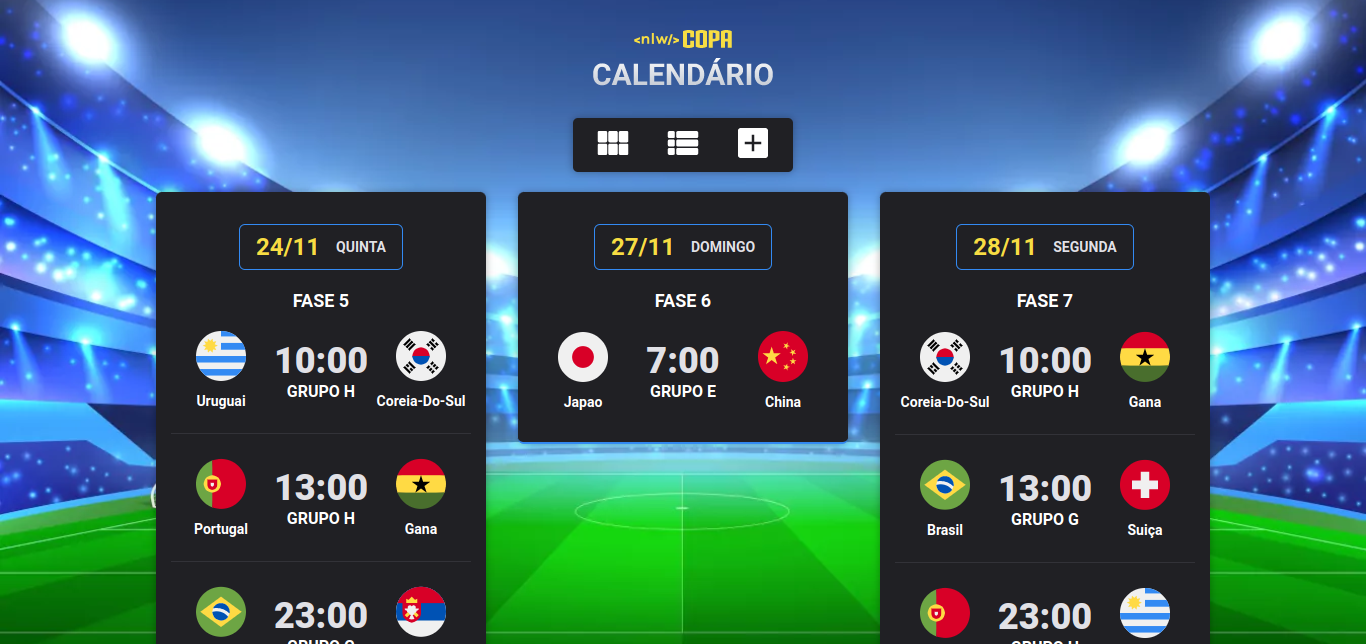 <nlw/> COPA
CALENDÁRIO
24/11 QUINTA
FASE 5
10:00
GRUPO H
Uruguai
Coreia-Do-Sul
13:00
GRUPO H
Portugal
Gana
23:00
27/11 DOMINGO
FASE 6
7:00
GRUPO E
Japao
China
28/11 SEGUNDA
FASE 7
10:00
GRUPO H
Coreia-Do-Sul
Gana
13:00
GRUPO G
Brasil
Suiça
23:00